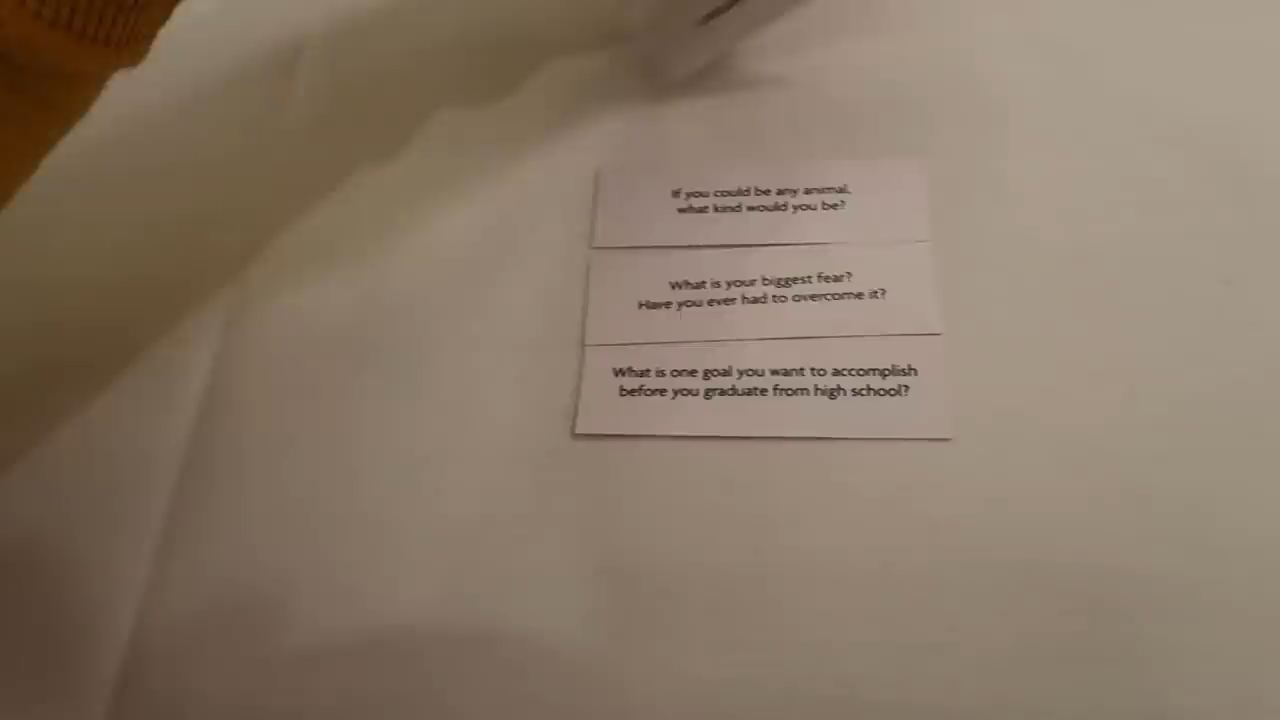 If you could be any animal,
what kind would you be?
What is your biggest fear?
Have you ever had to overcome it?
What is one goal you want to accomplish
before you graduate from high school?